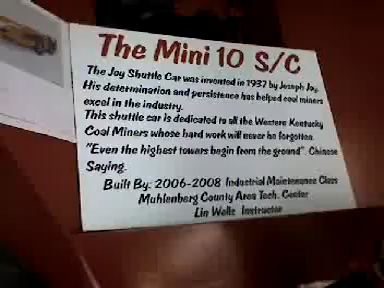 The Mini 10 S/C
The Joy Shuttle Car was invented in 1937 by Joseph Joy.
His determination and persistence has helped coal miners
excel in the industry.
This shuttle car is dedicated to all the Western Kentucky
Coal Miners whose hard work will never be forgotten.
"Even the highest towers begin from the ground". Chinese
Saying.
Built By: 2006-2008 Industrial Maintenance Class
Muhlenberg County Area Tech. Center
Lin Wells Instructor